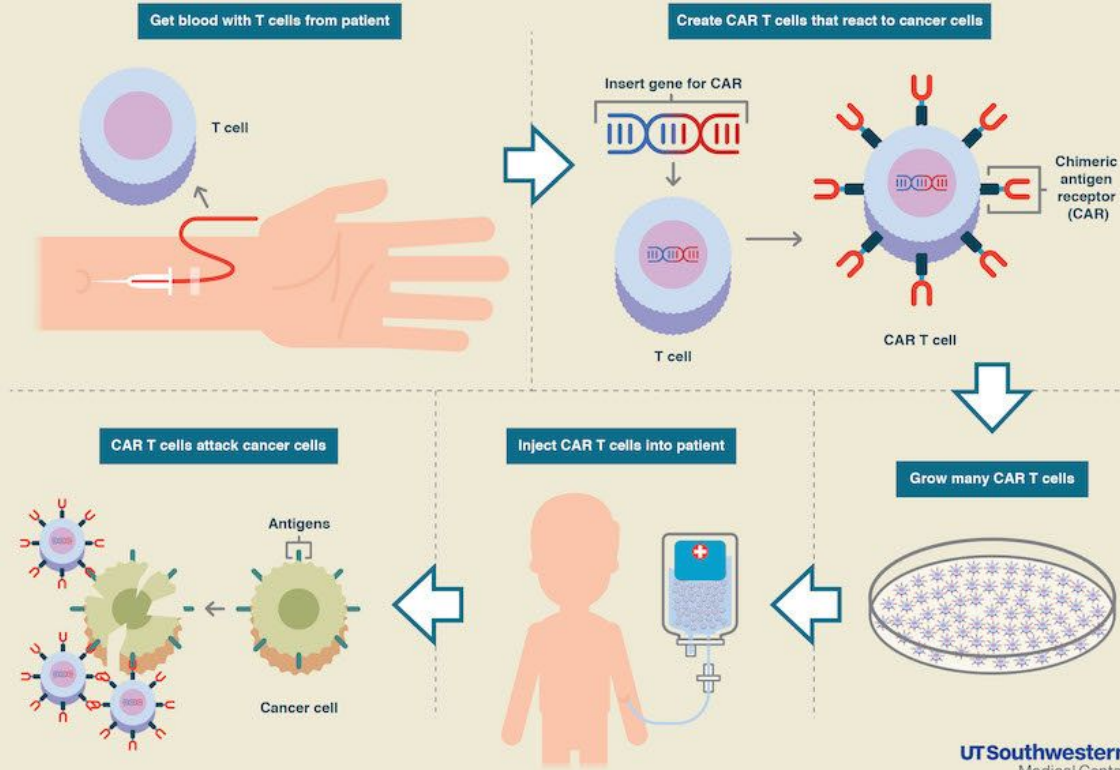 Get blood with T cells from patient
T cell
Create CAR T cells that react to cancer cells
Insert gene for CAR
T cell
Chimeric
antigen
receptor
(CAR)
CAR T cell
Grow many CAR T cells
Inject CAR T cells into patient
CAR T cells attack cancer cells
Antigens
Cancer cell
UTSouthwestern
Medical Center